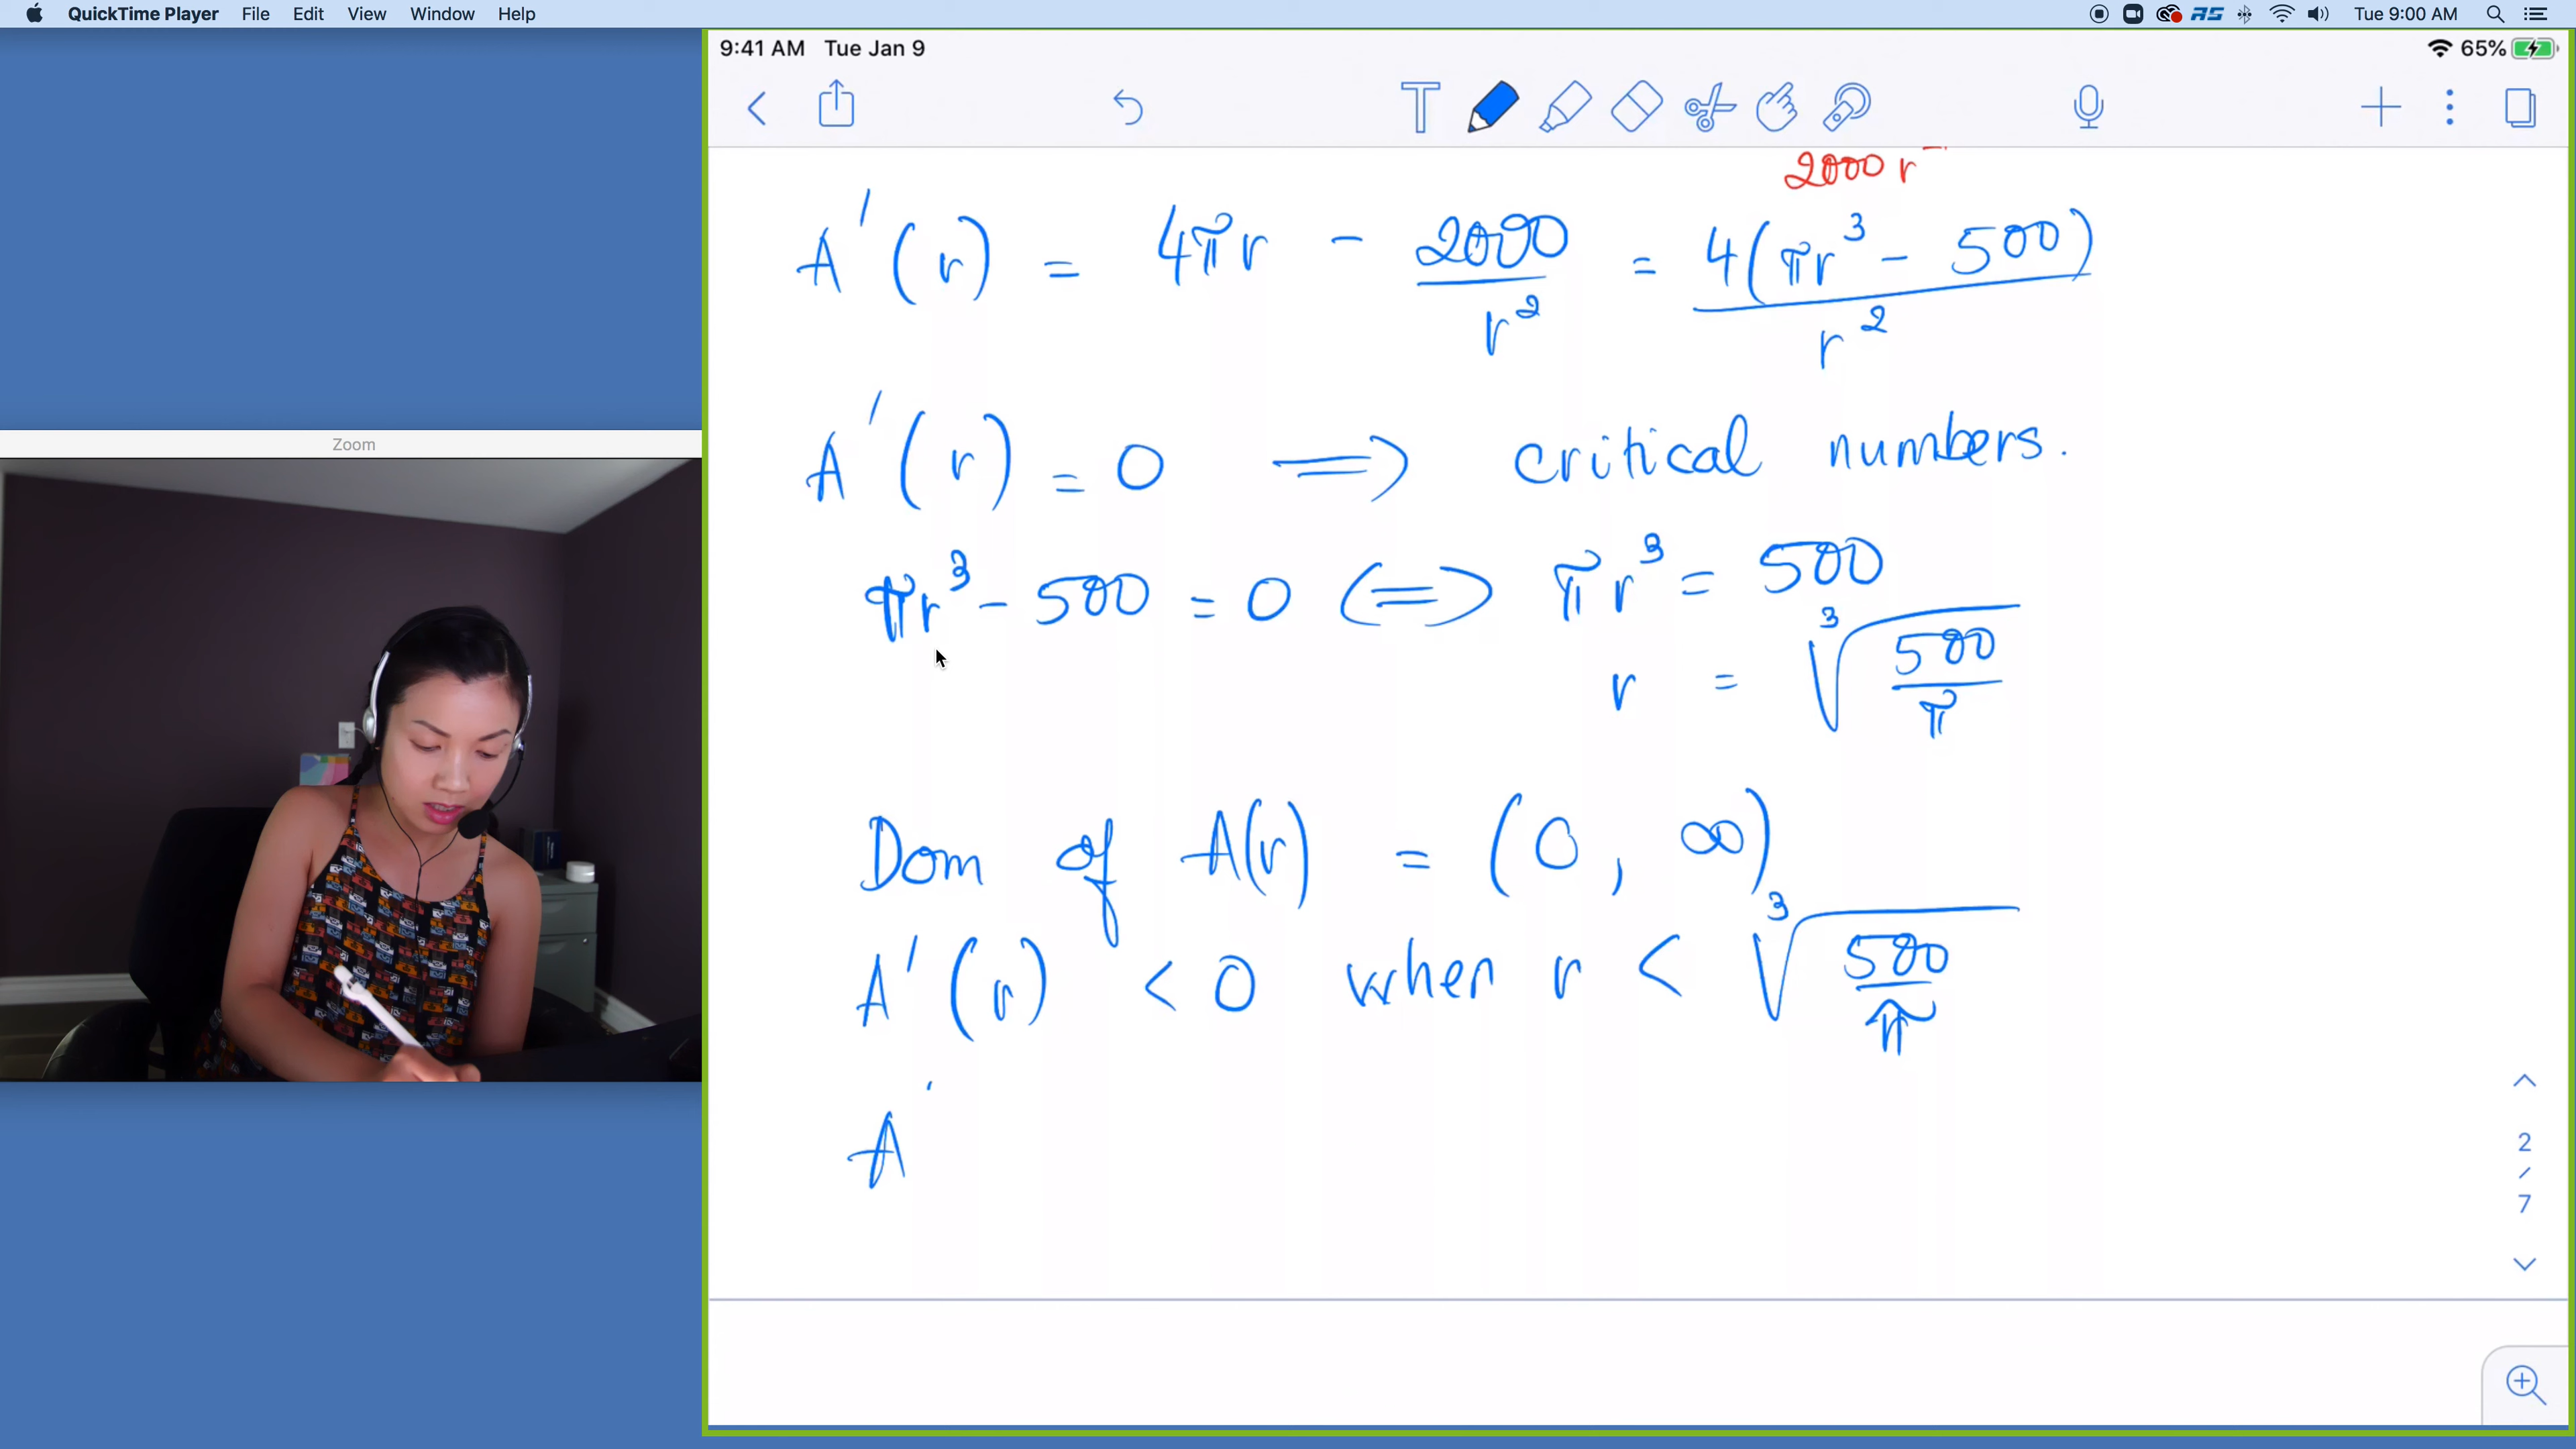 QuickTime Player File Edit View Window Help Tue 9:00 AM
9:41 AM Tue Jan 9 65%
Zoom
2000 r
A'(r) = 4πr - 2000/r² = 4(πr³ - 500)/r²
A'(r) = 0 ⟹ critical numbers.
πr³ - 500 = 0 ⟺ πr³ = 500
r = ∛(500/π)
Dom of A(r) = (0, ∞)
A'(r) < 0 when r < ∛(500/π)
A'
2
/
7